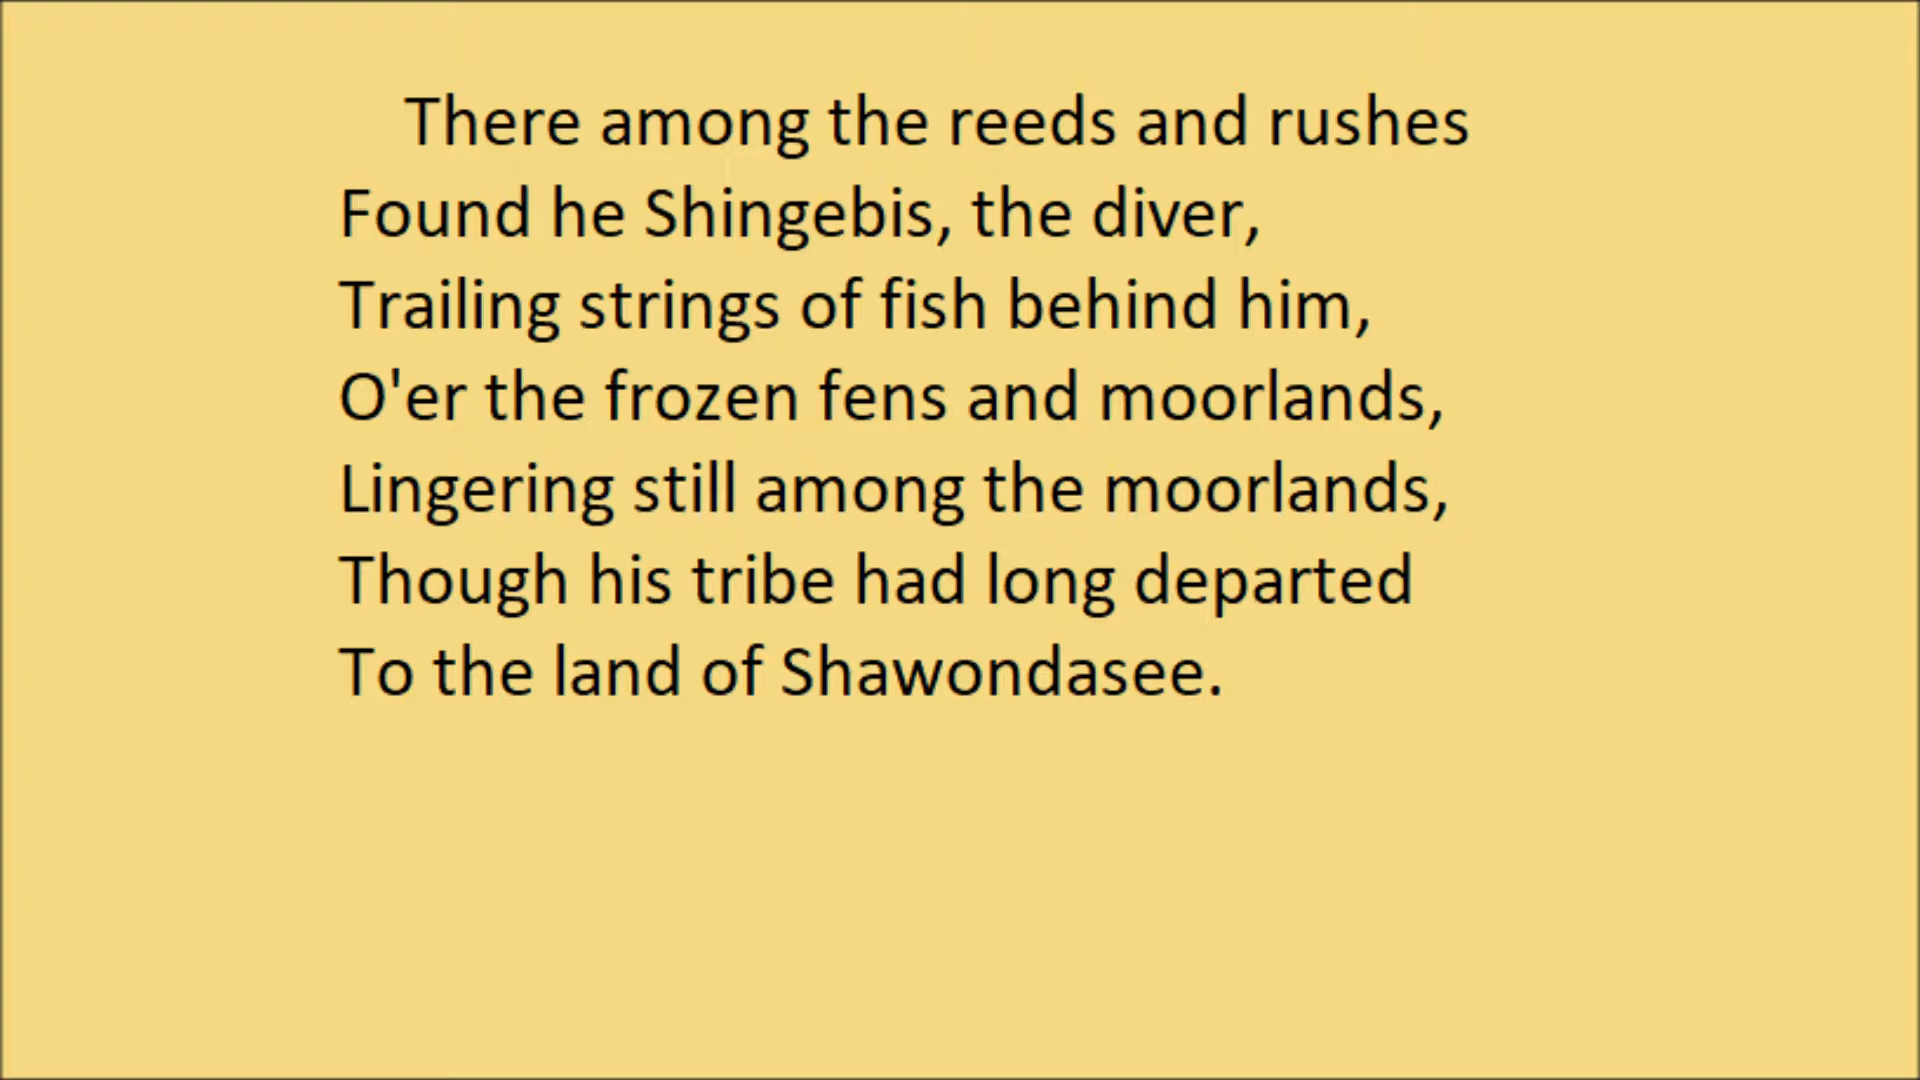 There among the reeds and rushes
Found he Shingebis, the diver,
Trailing strings of fish behind him,
O'er the frozen fens and moorlands,
Lingering still among the moorlands,
Though his tribe had long departed
To the land of Shawondasee.